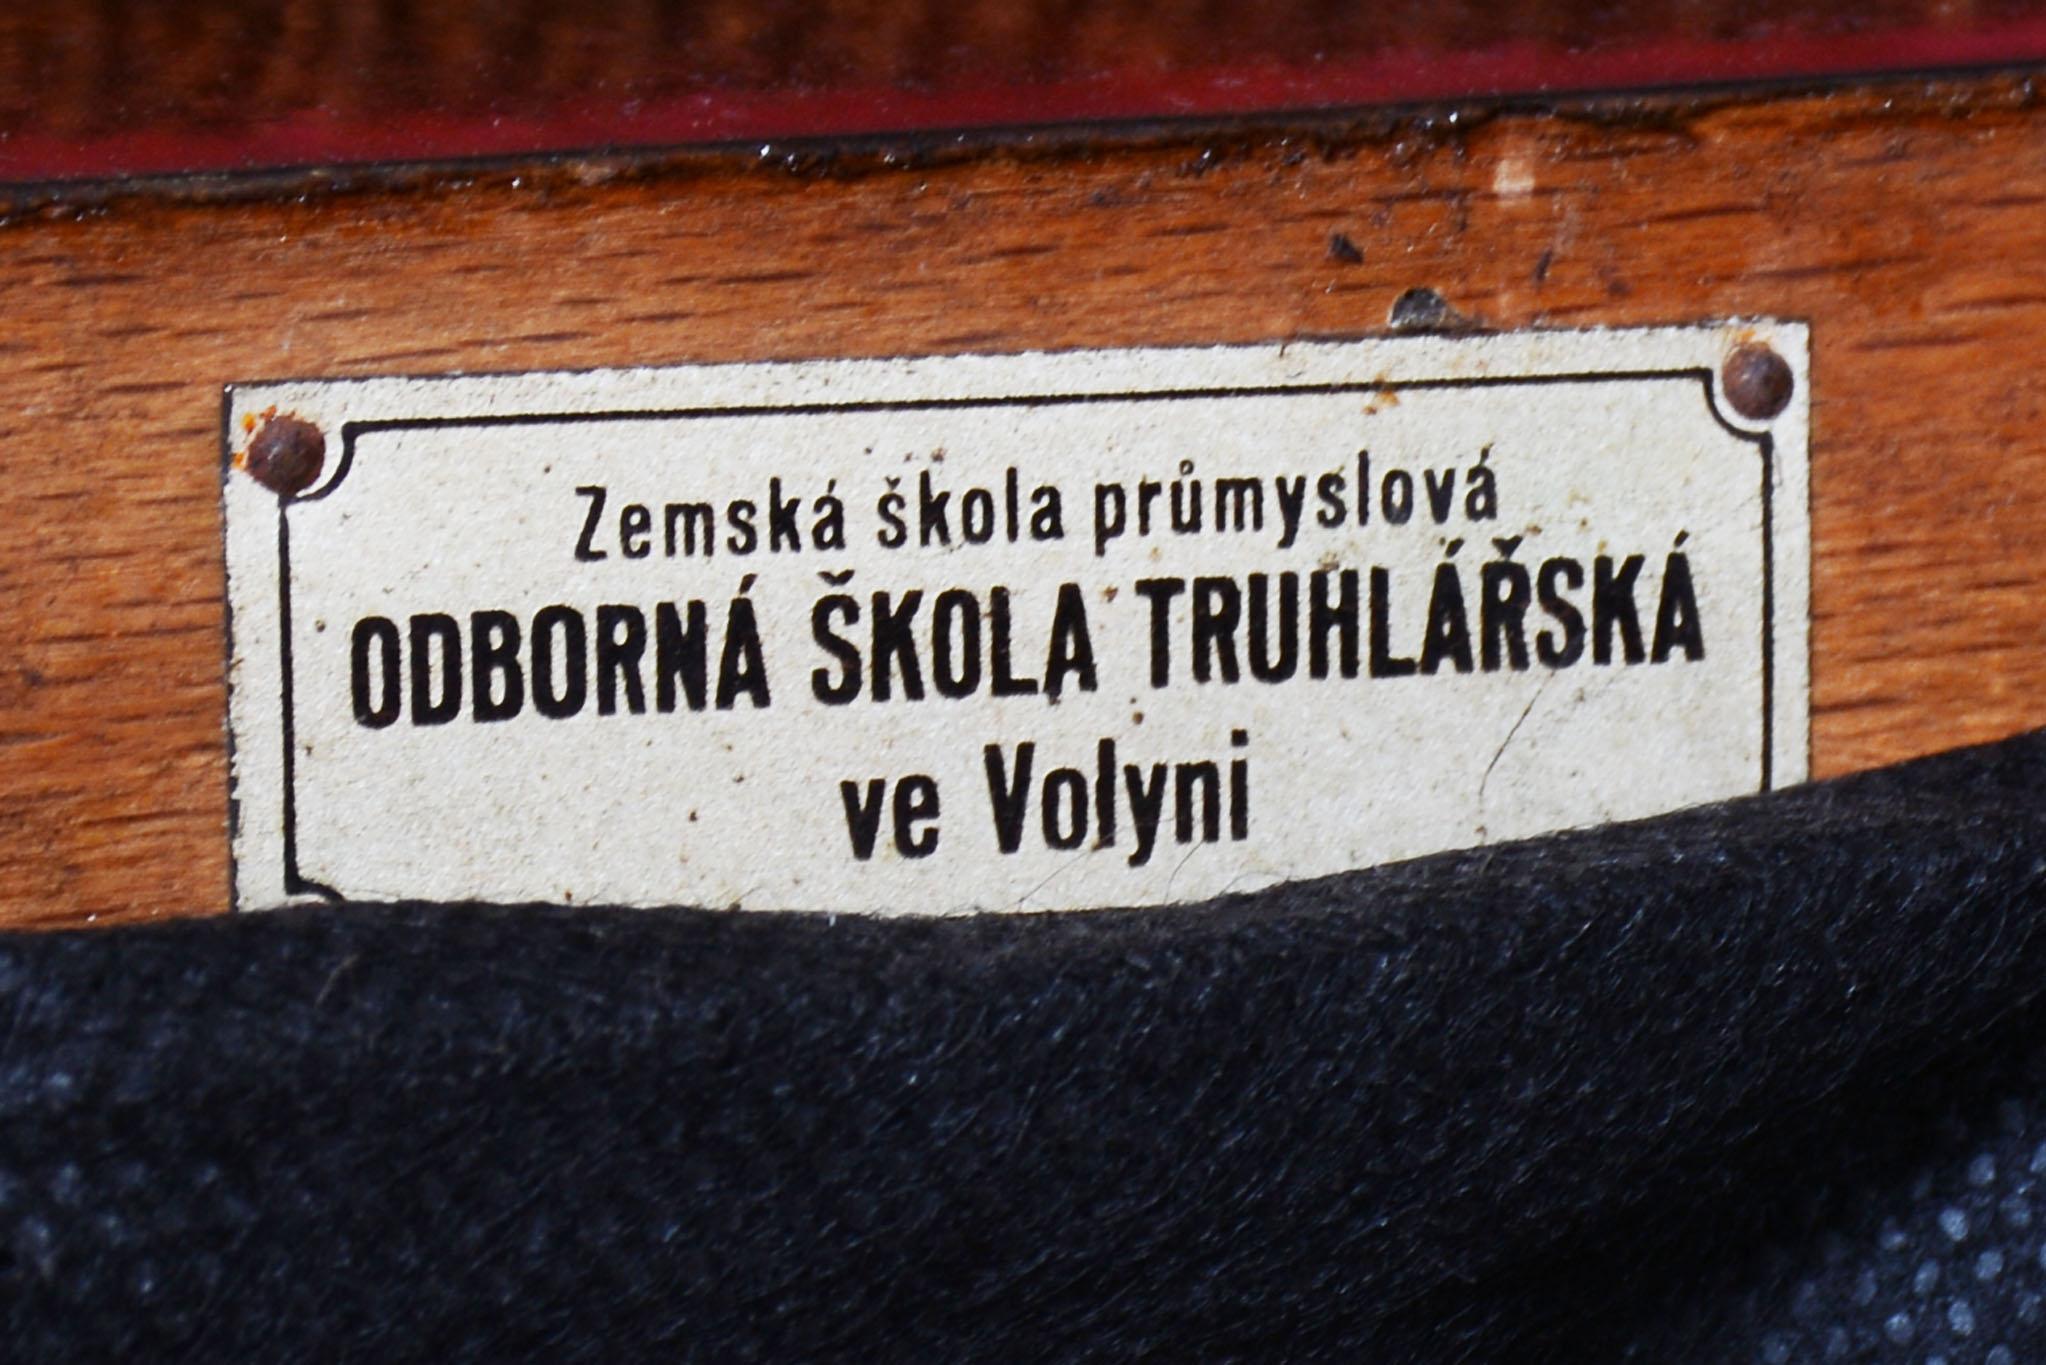 Zemská škola průmyslová
ODBORNÁ ŠKOLA TRUHLÁŘSKÁ
ve Volyni